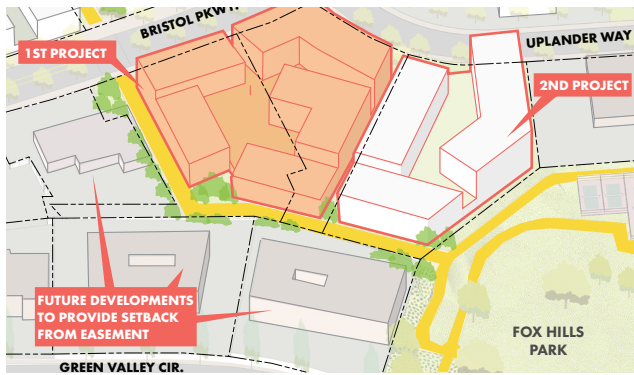 BRISTOL PKWY.
1ST PROJECT
UPLANDER WAY
2ND PROJECT
FUTURE DEVELOPMENTS
TO PROVIDE SETBACK
FROM EASEMENT
FOX HILLS
PARK
GREEN VALLEY CIR.